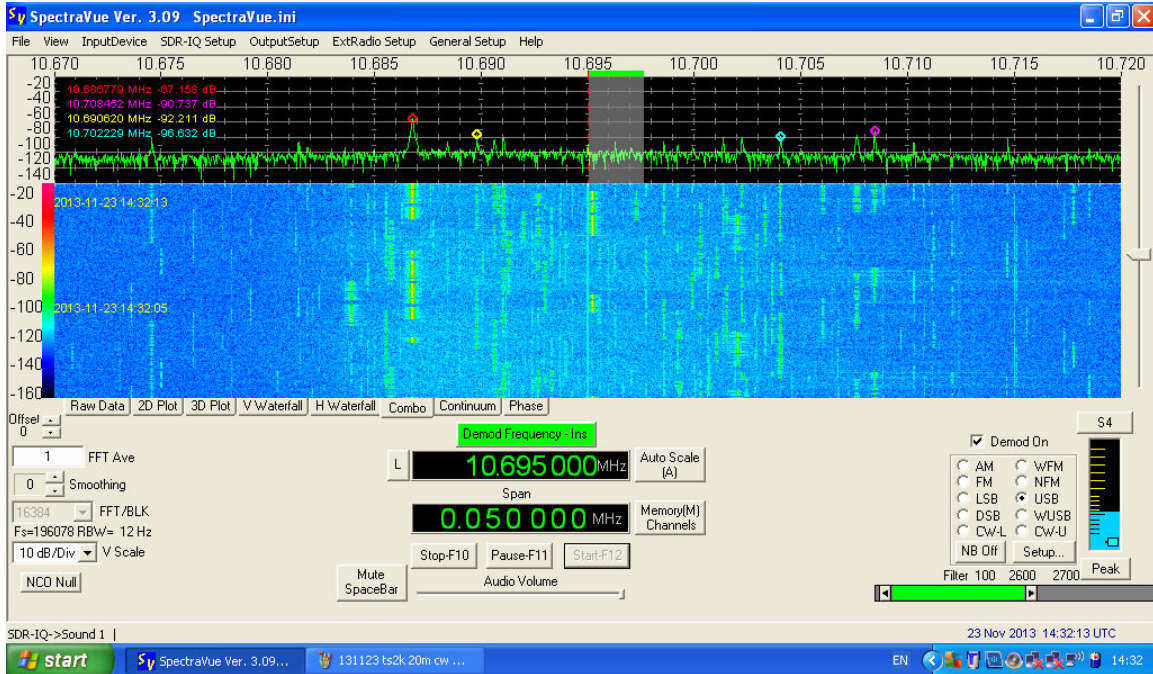 SpectraVue Ver. 3.09 SpectraVue.ini
File View InputDevice SDR-IQ Setup OutputSetup ExtRadio Setup General Setup Help
10.670 10.675 10.680 10.685 10.690 10.695 10.700 10.705 10.710 10.715 10.720
-20
-40
-60
-80
-100
-120
-140
10.686779 MHz -67.158 dB
10.708452 MHz -90.737 dB
10.690620 MHz -92.211 dB
10.702229 MHz -96.632 dB
-20
-40
-60
-80
-100
-120
-140
-160
2013-11-23 14:32:13
2013-11-23 14:32:05
Raw Data 2D Plot 3D Plot V Waterfall H Waterfall Combo Continuum Phase
Offset
0
1 FFT Ave
0 Smoothing
16384 FFT/BLK
Fs=196078 RBW= 12 Hz
10 dB/Div V Scale
NCO Null
Demod Frequency - Ins
L 10.695 000 MHz Auto Scale
(A)
Span
0.050 000 MHz Memory(M)
Channels
Stop-F10 Pause-F11 Start-F12
Mute
SpaceBar
Audio Volume
S4
Demod On
AM WFM
FM NFM
LSB USB
DSB WUSB
CW-L CW-U
NB Off Setup...
Peak
Filter 100 2600 2700
SDR-IQ->Sound 1 |
23 Nov 2013 14:32:13 UTC
start Sv SpectraVue Ver. 3.09... 131123 ts2k 20m cw ... EN 14:32